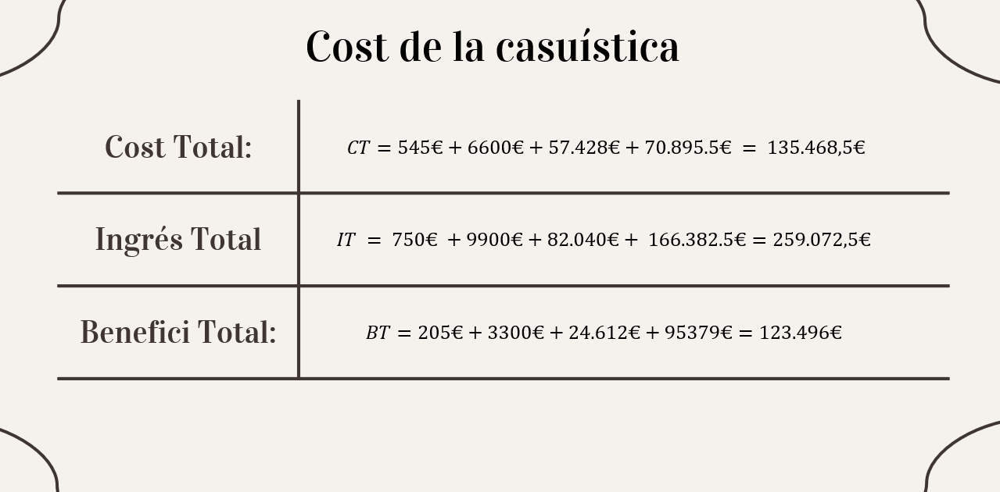 Cost de la casuística
Cost Total:
CT = 545€ + 6600€ + 57.428€ + 70.895.5€ = 135.468,5€
Ingrés Total
IT = 750€ + 9900€ + 82.040€ + 166.382.5€ = 259.072,5€
Benefici Total:
BT = 205€ + 3300€ + 24.612€ + 95379€ = 123.496€